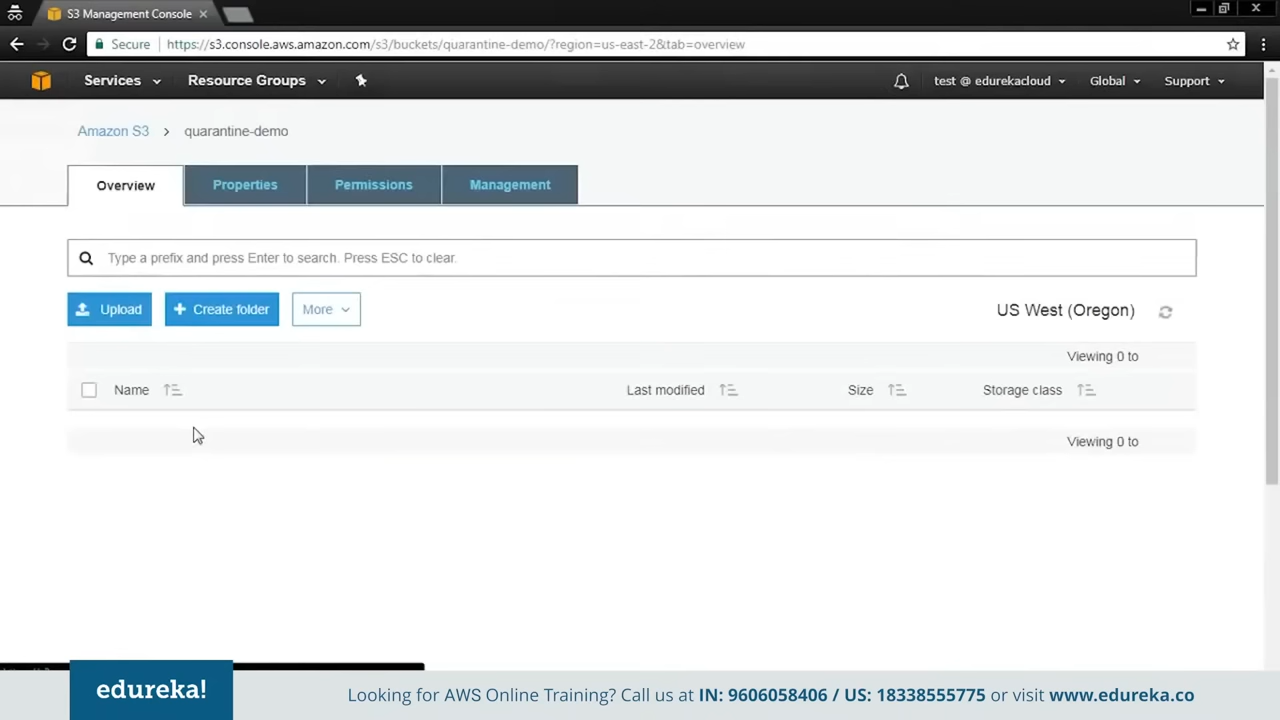 S3 Management Console
Secure https://s3.console.aws.amazon.com/s3/buckets/quarantine-demo/?region=us-east-2&tab=overview
Services Resource Groups test @ edurekacloud Global Support
Amazon S3 > quarantine-demo
Overview Properties Permissions Management
Type a prefix and press Enter to search. Press ESC to clear.
Upload + Create folder More US West (Oregon)
Viewing 0 to
Name Last modified Size Storage class
Viewing 0 to
edureka! Looking for AWS Online Training? Call us at IN: 9606058406 / US: 18338555775 or visit www.edureka.co